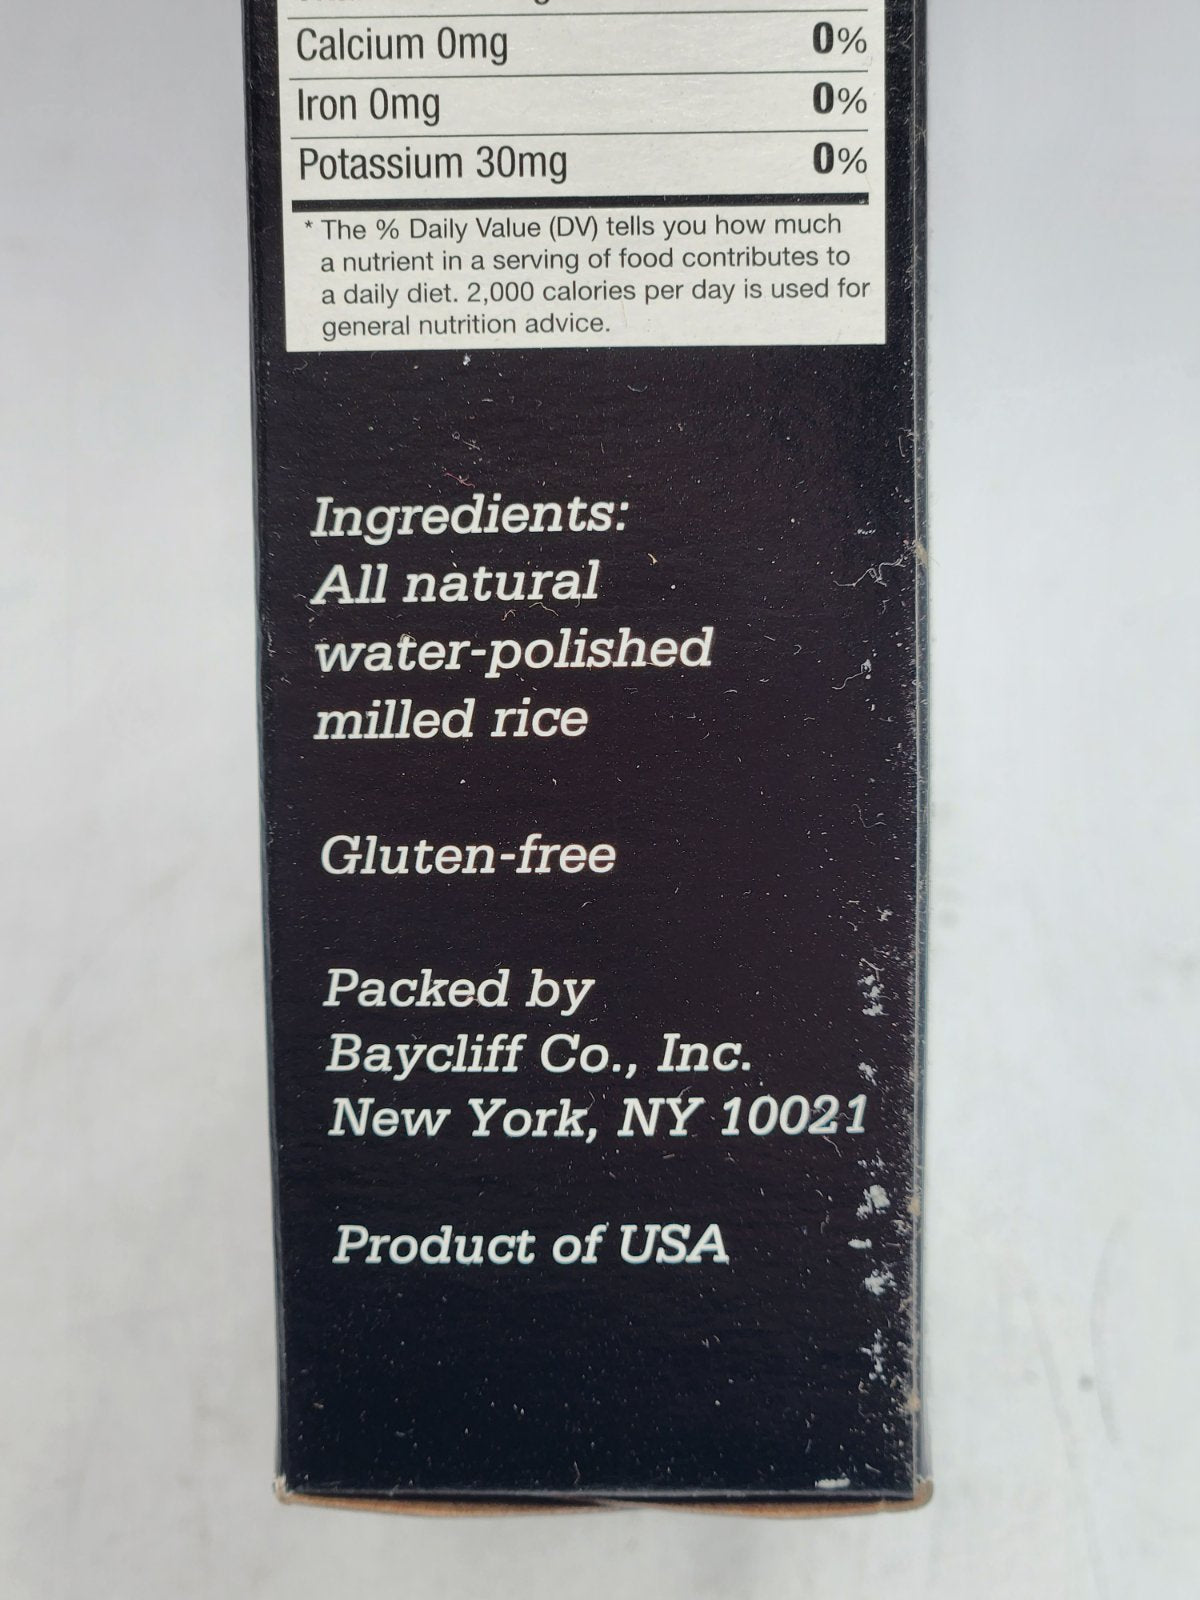 Calcium 0mg 0%
Iron 0mg 0%
Potassium 30mg 0%
* The % Daily Value (DV) tells you how much
a nutrient in a serving of food contributes to
a daily diet. 2,000 calories per day is used for
general nutrition advice.
Ingredients:
All natural
water-polished
milled rice
Gluten-free
Packed by
Baycliff Co., Inc.
New York, NY 10021
Product of USA